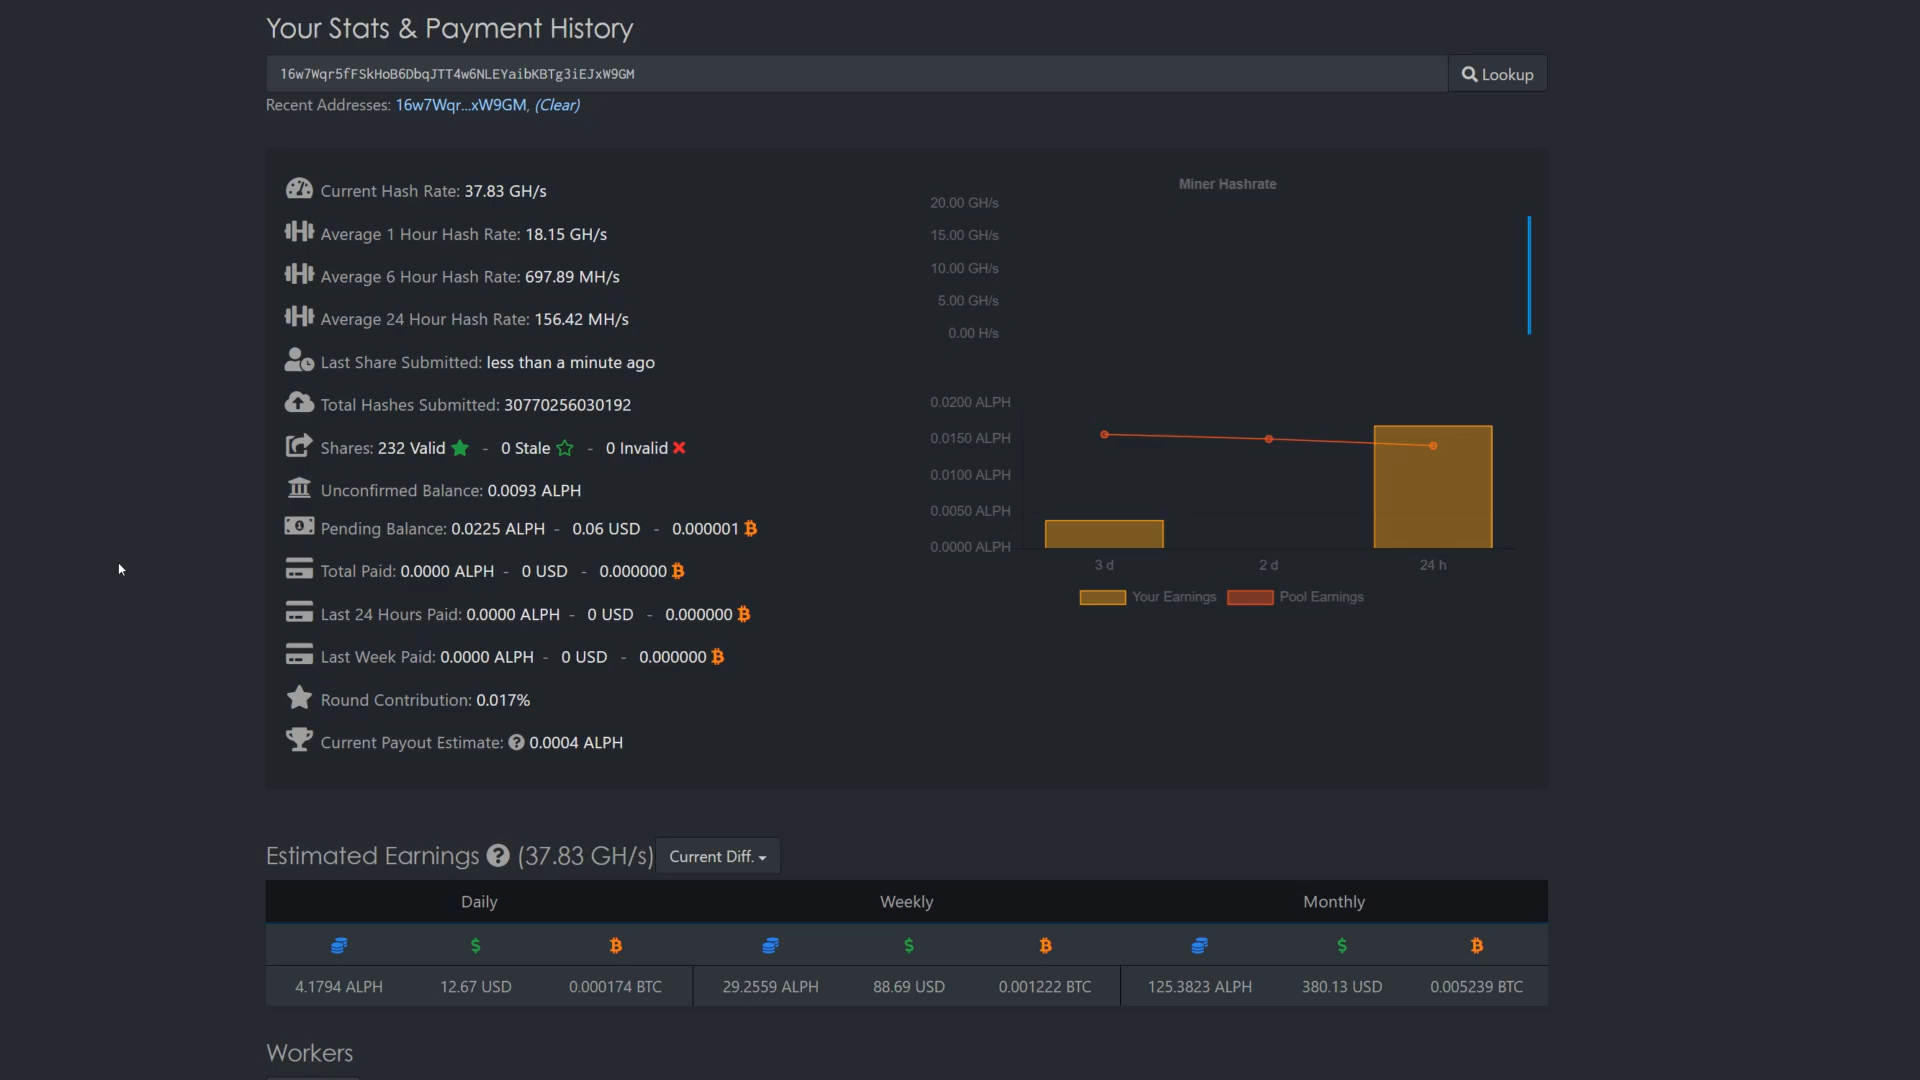 Your Stats & Payment History
16w7Wqr5fFSkHoB6DbqJTT4w6NLEYaibKBTg3iEJxW9GM
Lookup
Recent Addresses: 16w7Wqr...xW9GM, (Clear)
Current Hash Rate: 37.83 GH/s
Average 1 Hour Hash Rate: 18.15 GH/s
Average 6 Hour Hash Rate: 697.89 MH/s
Average 24 Hour Hash Rate: 156.42 MH/s
Last Share Submitted: less than a minute ago
Total Hashes Submitted: 30770256030192
Shares: 232 Valid - 0 Stale - 0 Invalid
Unconfirmed Balance: 0.0093 ALPH
Pending Balance: 0.0225 ALPH - 0.06 USD - 0.000001
Total Paid: 0.0000 ALPH - 0 USD - 0.000000
Last 24 Hours Paid: 0.0000 ALPH - 0 USD - 0.000000
Last Week Paid: 0.0000 ALPH - 0 USD - 0.000000
Round Contribution: 0.017%
Current Payout Estimate: 0.0004 ALPH
Miner Hashrate
20.00 GH/s
15.00 GH/s
10.00 GH/s
5.00 GH/s
0.00 H/s
0.0200 ALPH
0.0150 ALPH
0.0100 ALPH
0.0050 ALPH
0.0000 ALPH
3 d 2 d 24 h
Your Earnings Pool Earnings
Estimated Earnings (37.83 GH/s) Current Diff.
Daily Weekly Monthly
$ $ $
4.1794 ALPH 12.67 USD 0.000174 BTC 29.2559 ALPH 88.69 USD 0.001222 BTC 125.3823 ALPH 380.13 USD 0.005239 BTC
Workers